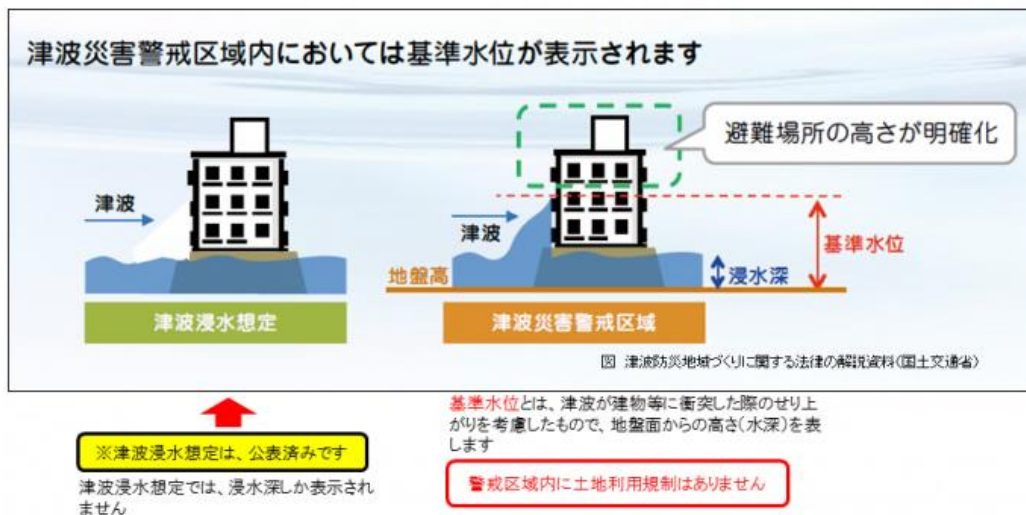 津波災害警戒区域内においては基準水位が表示されます
避難場所の高さが明確化
津波
津波
基準水位
地盤高
浸水深
津波浸水想定
津波災害警戒区域
図 津波防災地域づくりに関する法律の解説資料(国土交通省)
※津波浸水想定は、公表済みです
津波浸水想定では、浸水深しか表示され
ません
基準水位とは、津波が建物等に衝突した際のせり上
がりを考慮したもので、地盤面からの高さ(水深)を表
します
警戒区域内に土地利用規制はありません